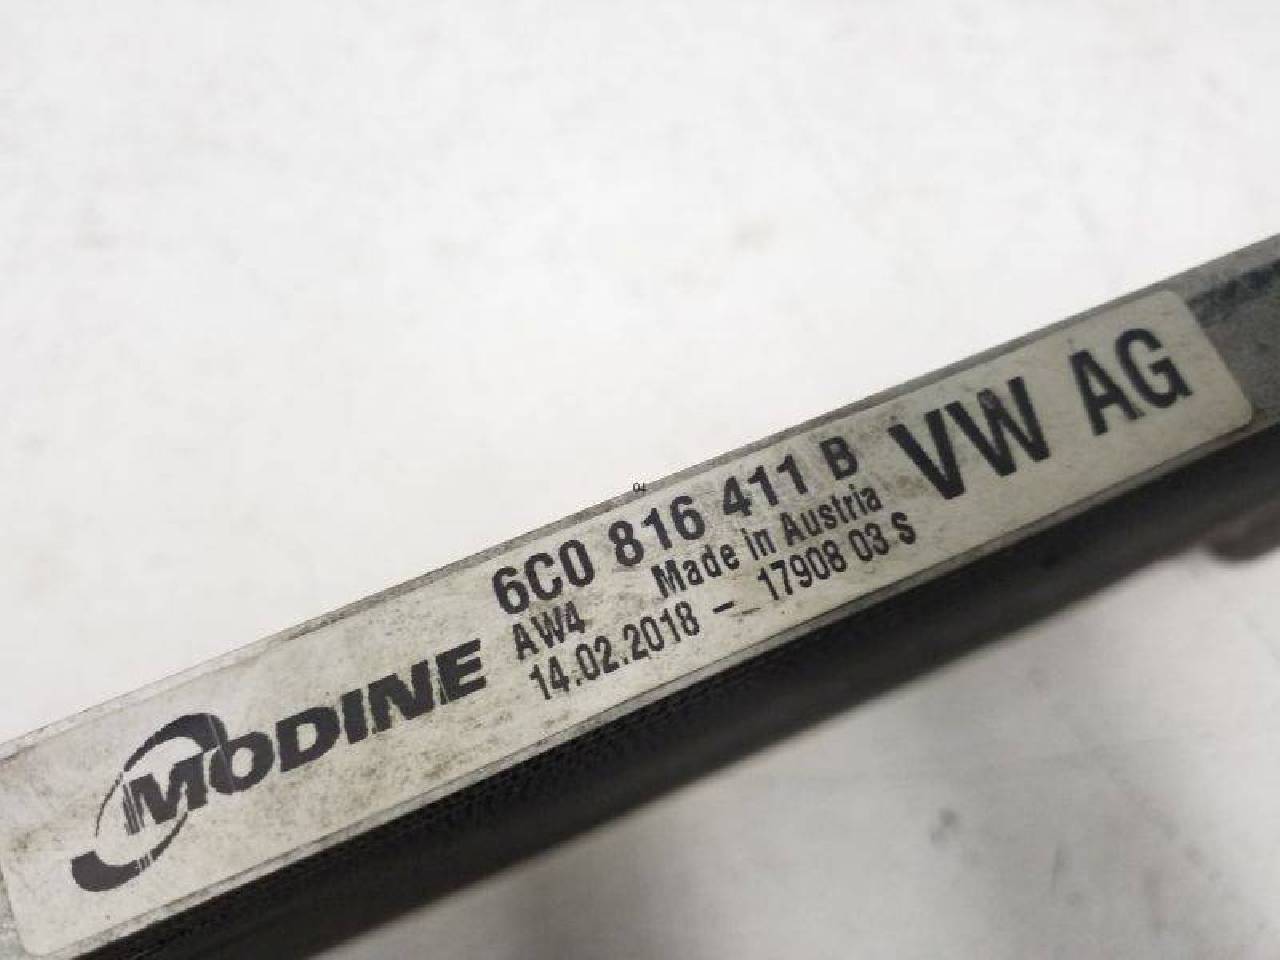 MODINE
6C0 816 411 B
AW4 Made in Austria
14.02.2018 - 17908 03 S
VW AG